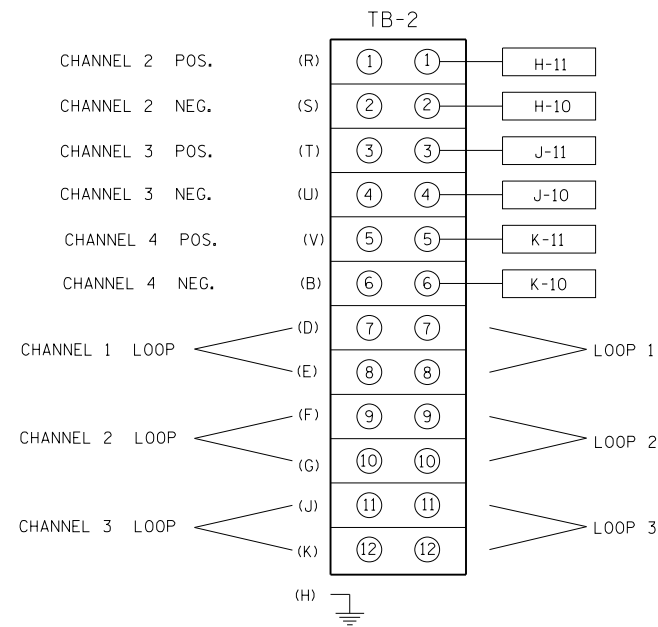 TB-2
CHANNEL 2 POS. (R) 1 1 H-11
CHANNEL 2 NEG. (S) 2 2 H-10
CHANNEL 3 POS. (T) 3 3 J-11
CHANNEL 3 NEG. (U) 4 4 J-10
CHANNEL 4 POS. (V) 5 5 K-11
CHANNEL 4 NEG. (B) 6 6 K-10
(D) 7 7
CHANNEL 1 LOOP LOOP 1
(E) 8 8
(F) 9 9
CHANNEL 2 LOOP LOOP 2
(G) 10 10
(J) 11 11
CHANNEL 3 LOOP LOOP 3
(K) 12 12
(H)